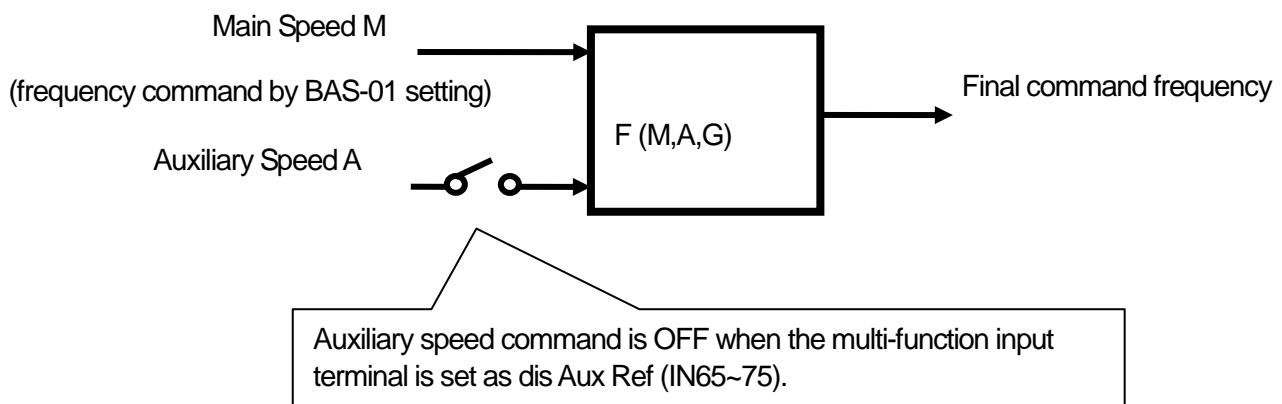 Main Speed M
(frequency command by BAS-01 setting)
Auxiliary Speed A
F (M,A,G)
Final command frequency
Auxiliary speed command is OFF when the multi-function input
terminal is set as dis Aux Ref (IN65~75).